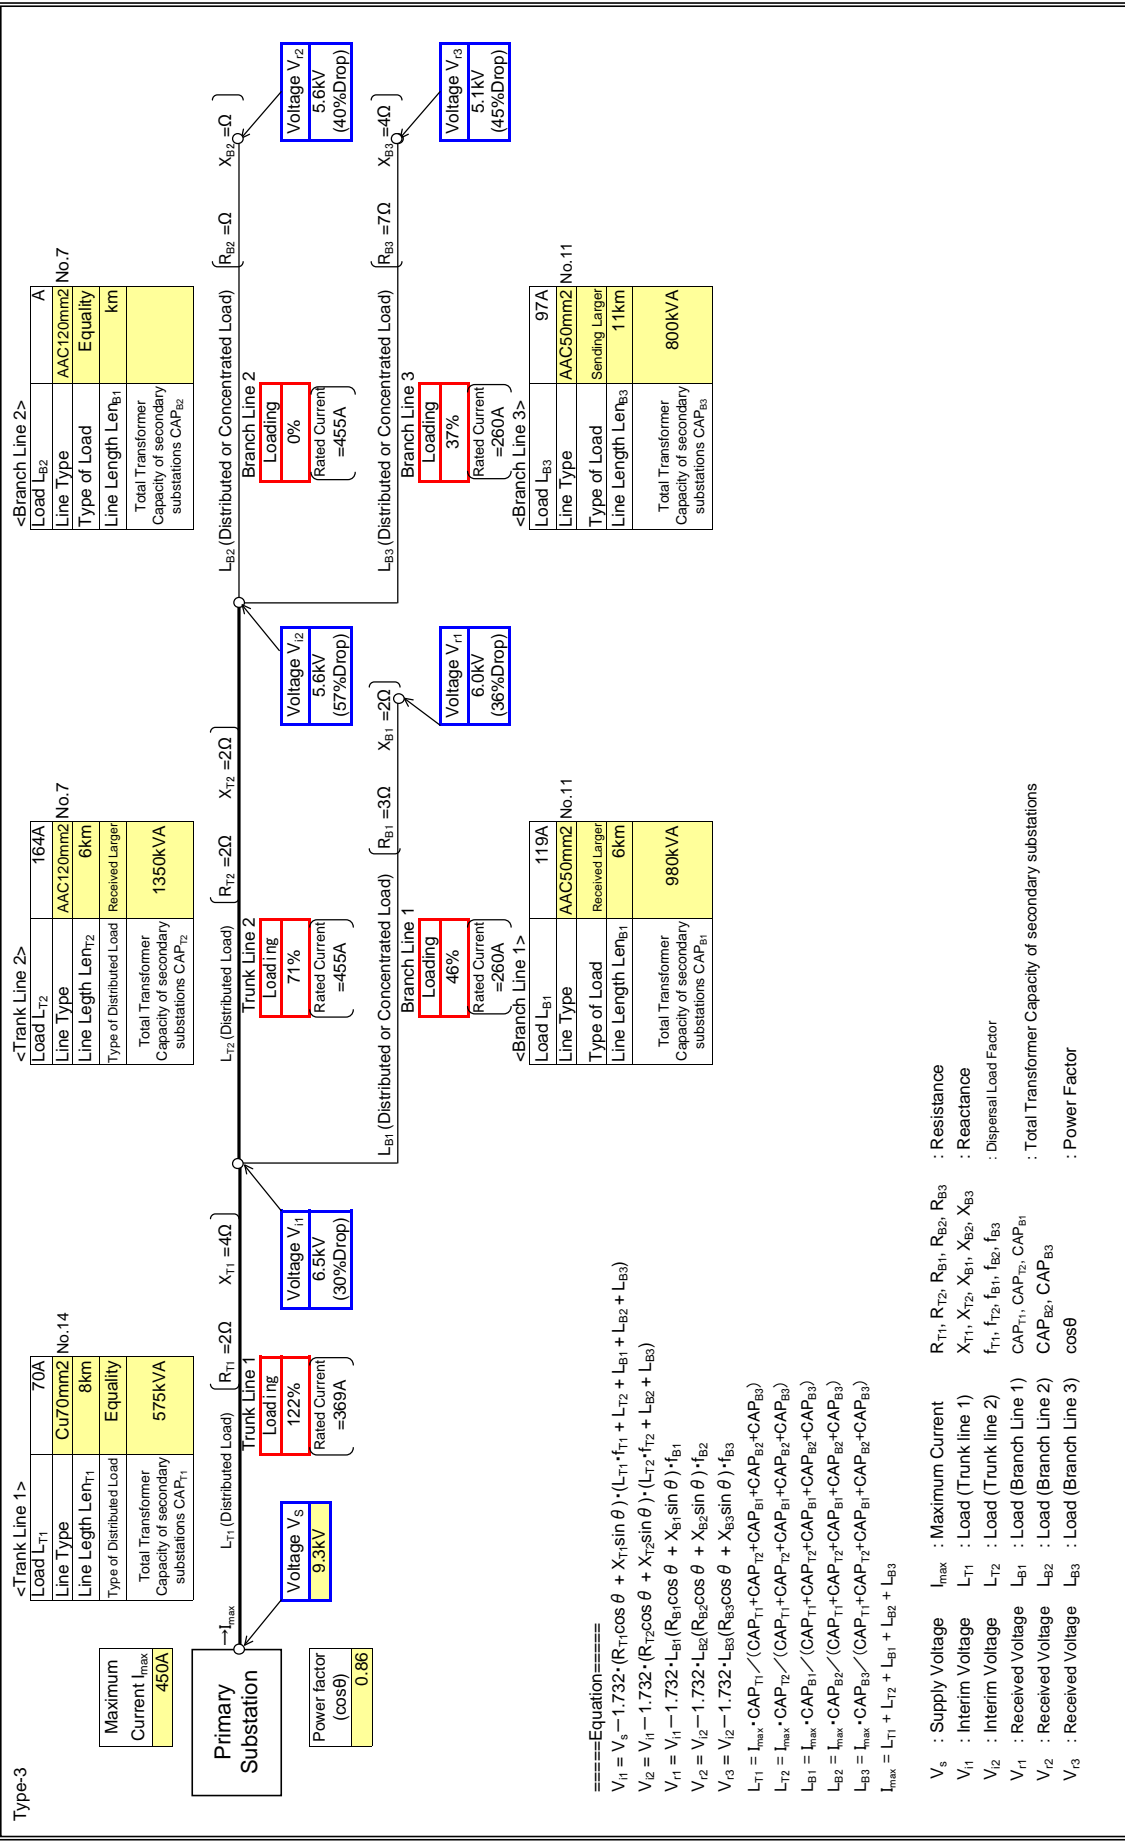 Type-3
Maximum
Current Imax
450A
Primary
Substation
Power factor
(cosθ)
0.86
→Imax
Voltage VS
9.3kV
<Trank Line 1>
Load LT1 70A
Line Type Cu70mm2 No.14
Line Legth LenT1 8km
Type of Distributed Load Equality
Total Transformer
Capacity of secondary
substations CAPT1
575kVA
LT1 (Distributed Load) (RT1 =2Ω XT1 =4Ω)
Trunk Line 1
Loading
122%
(Rated Current
=369A)
Voltage Vi1
6.5kV
(30%Drop)
<Trank Line 2>
Load LT2 164A
Line Type AAC120mm2 No.7
Line Legth LenT2 6km
Type of Distributed Load Received Larger
Total Transformer
Capacity of secondary
substations CAPT2
1350kVA
LT2 (Distributed Load) (RT2 =2Ω XT2 =2Ω)
Trunk Line 2
Loading
71%
(Rated Current
=455A)
Voltage Vi2
5.6kV
(57%Drop)
LB1 (Distributed or Concentrated Load) (RB1 =3Ω XB1 =2Ω)
Branch Line 1
Loading
46%
(Rated Current
=260A)
Voltage Vr1
6.0kV
(36%Drop)
<Branch Line 1>
Load LB1 119A
Line Type AAC50mm2 No.11
Type of Load Received Larger
Line Length LenB1 6km
Total Transformer
Capacity of secondary
substations CAPB1
980kVA
<Branch Line 2>
Load LB2 A
Line Type AAC120mm2 No.7
Type of Load Equality
Line Length LenB1 km
Total Transformer
Capacity of secondary
substations CAPB2
LB2 (Distributed or Concentrated Load) (RB2 =Ω XB2 =Ω)
Branch Line 2
Loading
0%
(Rated Current
=455A)
Voltage Vr2
5.6kV
(40%Drop)
LB3 (Distributed or Concentrated Load) (RB3 =7Ω XB3 =4Ω)
Branch Line 3
Loading
37%
(Rated Current
=260A)
Voltage Vr3
5.1kV
(45%Drop)
<Branch Line 3>
Load LB3 97A
Line Type AAC50mm2 No.11
Type of Load Sending Larger
Line Length LenB3 11km
Total Transformer
Capacity of secondary
substations CAPB3
800kVA
=====Equation=====
Vi1 = Vs−1.732・(RT1cosθ + XT1sinθ)・(LT1・fT1 + LT2 + LB1 + LB2 + LB3)
Vi2 = Vi1−1.732・(RT2cosθ + XT2sinθ)・(LT2・fT2 + LB2 + LB3)
Vr1 = Vi1−1.732・LB1(RB1cosθ + XB1sinθ)・fB1
Vr2 = Vi2−1.732・LB2(RB2cosθ + XB2sinθ)・fB2
Vr3 = Vi2−1.732・LB3(RB3cosθ + XB3sinθ)・fB3
LT1 = Imax・CAPT1／(CAPT1+CAPT2+CAPB1+CAPB2+CAPB3)
LT2 = Imax・CAPT2／(CAPT1+CAPT2+CAPB1+CAPB2+CAPB3)
LB1 = Imax・CAPB1／(CAPT1+CAPT2+CAPB1+CAPB2+CAPB3)
LB2 = Imax・CAPB2／(CAPT1+CAPT2+CAPB1+CAPB2+CAPB3)
LB3 = Imax・CAPB3／(CAPT1+CAPT2+CAPB1+CAPB2+CAPB3)
Imax = LT1 + LT2 + LB1 + LB2 + LB3
Vs : Supply Voltage Imax : Maximum Current RT1, RT2, RB1, RB2, RB3 : Resistance
Vi1 : Interim Voltage LT1 : Load (Trunk line 1) XT1, XT2, XB1, XB2, XB3 : Reactance
Vi2 : Interim Voltage LT2 : Load (Trunk line 2) fT1, fT2, fB1, fB2, fB3 : Dispersal Load Factor
Vr1 : Received Voltage LB1 : Load (Branch Line 1) CAPT1, CAPT2, CAPB1 : Total Transformer Capacity of secondary substations
Vr2 : Received Voltage LB2 : Load (Branch Line 2) CAPB2, CAPB3
Vr3 : Received Voltage LB3 : Load (Branch Line 3) cosθ : Power Factor